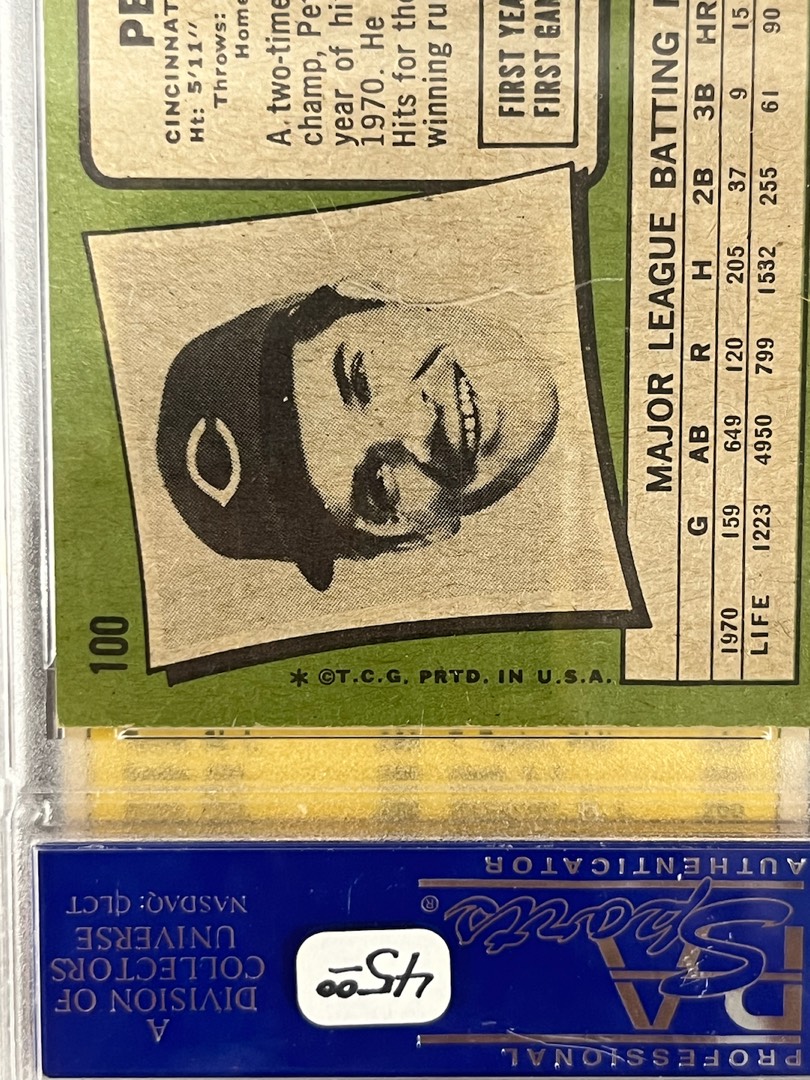 100
PE
CINCINNAT
Ht: 5'11"
Throws:
Home
A two-time
champ, Pet
year of hi
1970. He
Hits for the
winning ru
FIRST YEA
FIRST GAM
* ©T.C.G. PRTD. IN U.S.A.
MAJOR LEAGUE BATTING
G AB R H 2B 3B HR
1970 159 649 120 205 37 9 15
LIFE 1223 4950 799 1532 255 61 90
PROFESSIONAL
Sports
®
AUTHENTICATOR
45.00
A
DIVISION OF
COLLECTORS
UNIVERSE
NASDAQ: CLCT